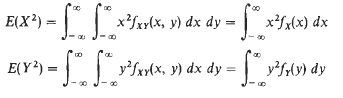 E(X²) = ∫_{-∞}^{∞} ∫_{-∞}^{∞} x²f_{XY}(x, y) dx dy = ∫_{-∞}^{∞} x²f_X(x) dx
E(Y²) = ∫_{-∞}^{∞} ∫_{-∞}^{∞} y²f_{XY}(x, y) dx dy = ∫_{-∞}^{∞} y²f_Y(y) dy